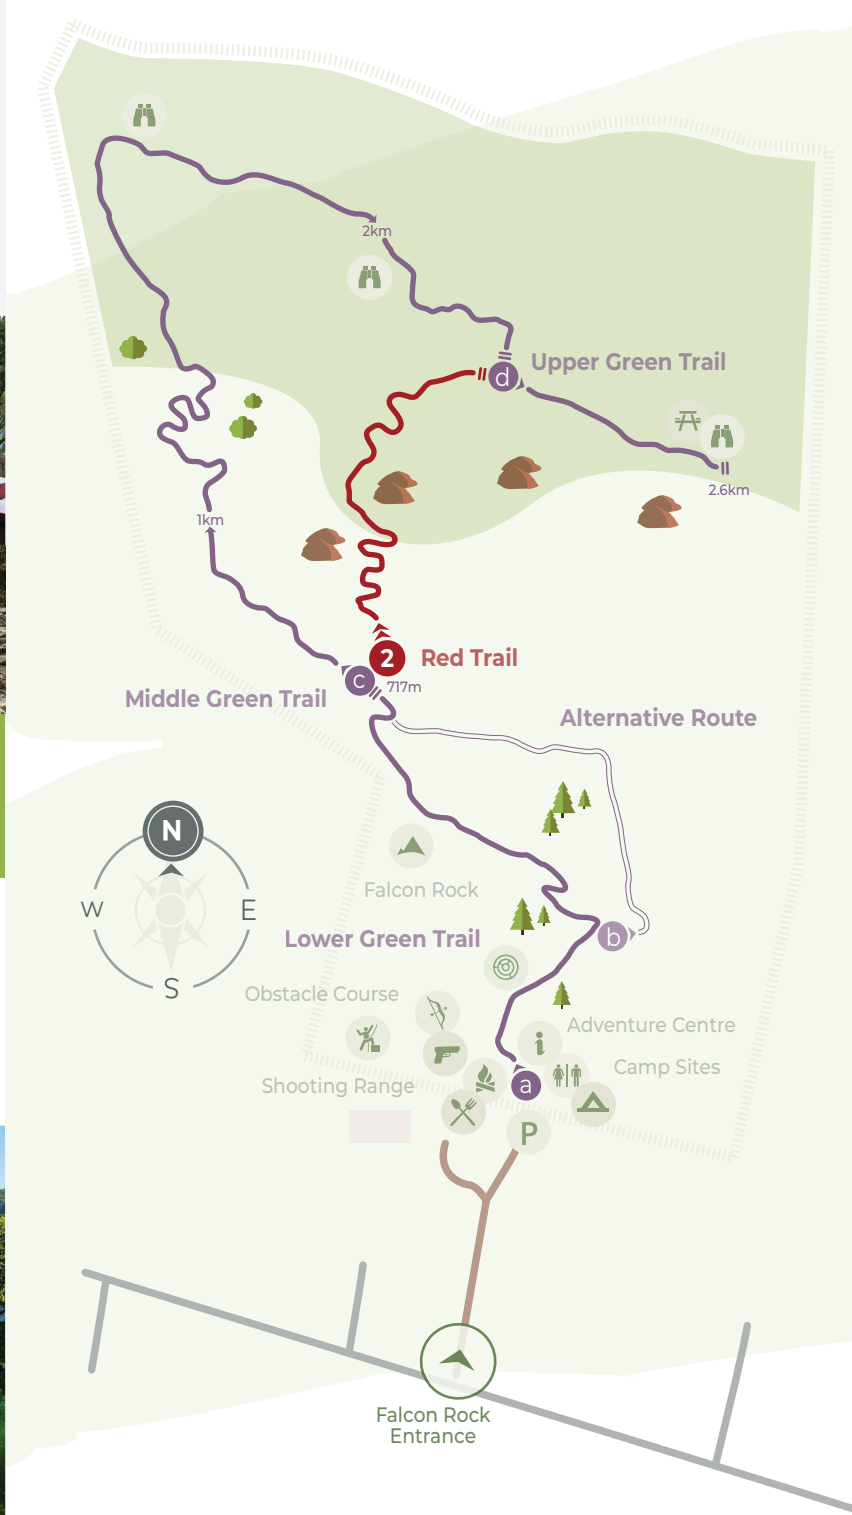 2km
Upper Green Trail
d
2.6km
1km
2
Red Trail
c
717m
Middle Green Trail
Alternative Route
N
Falcon Rock
W
E
b
Lower Green Trail
S
Obstacle Course
Adventure Centre
Camp Sites
Shooting Range
a
P
Falcon Rock
Entrance